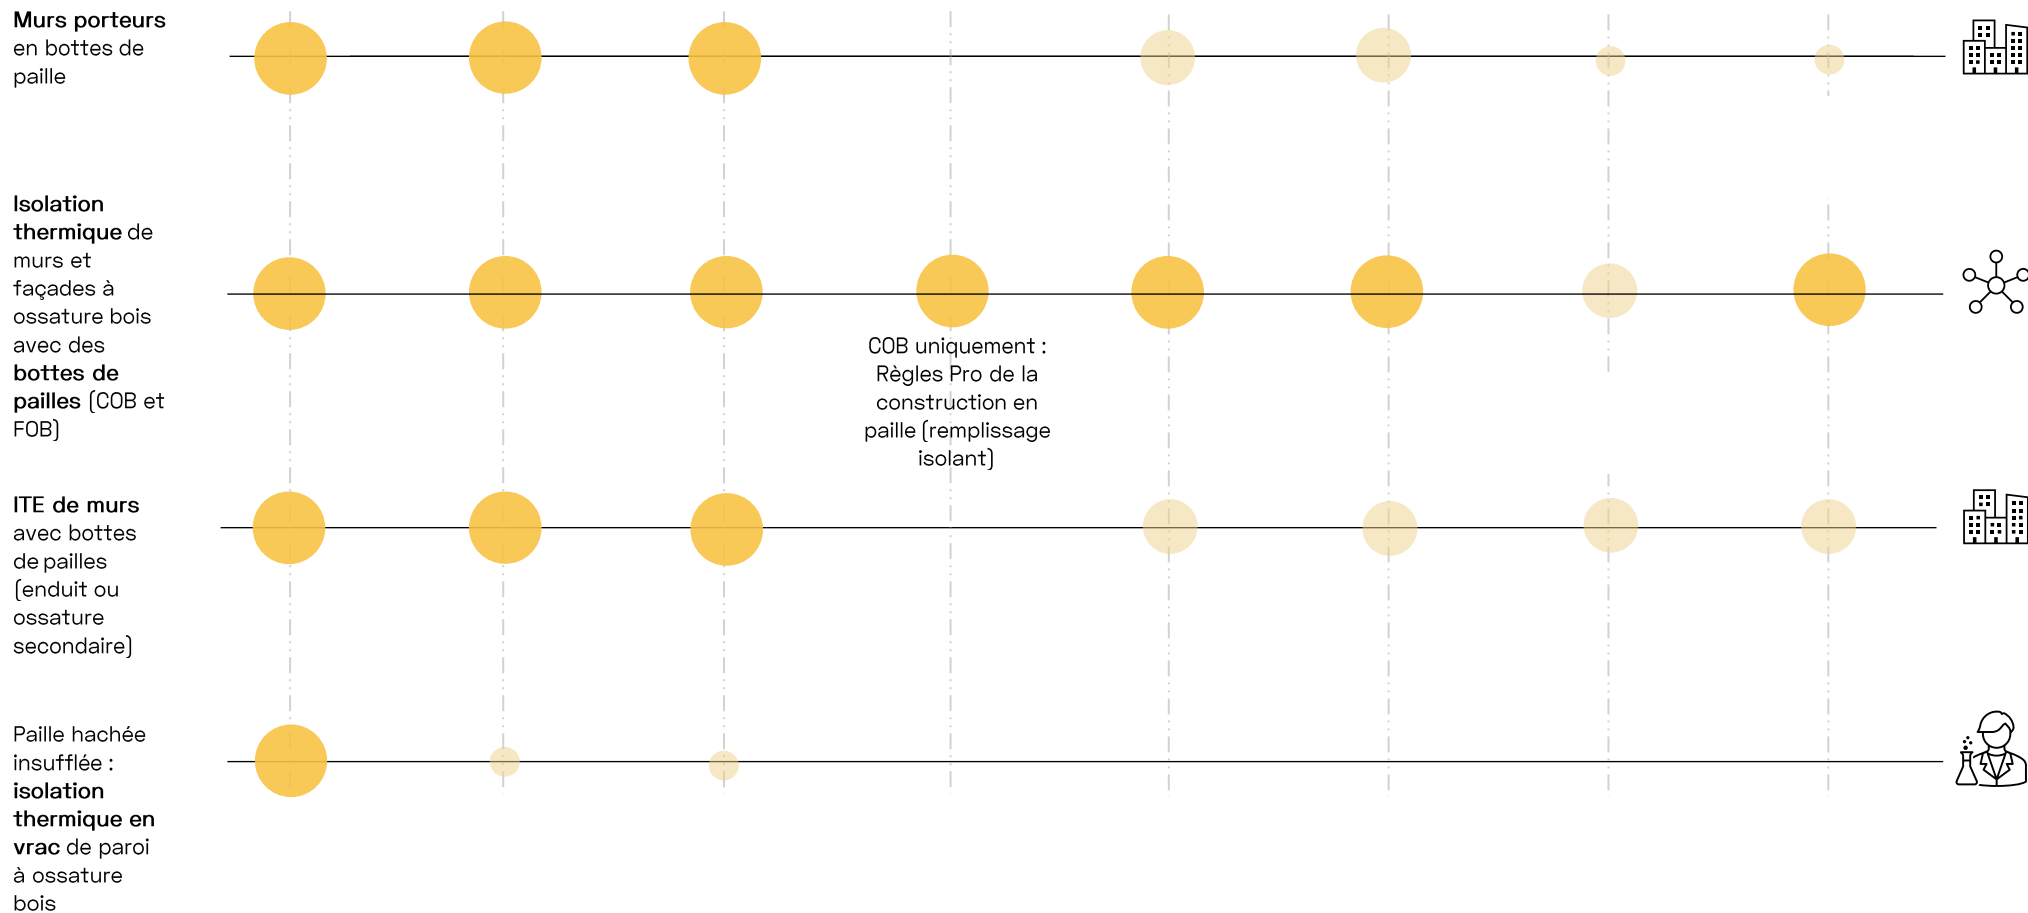 Murs porteurs
en bottes de
paille
Isolation
thermique de
murs et
façades à
ossature bois
avec des
bottes de
pailles (COB et
FOB)
COB uniquement :
Règles Pro de la
construction en
paille (remplissage
isolant)
ITE de murs
avec bottes
de pailles
(enduit ou
ossature
secondaire)
Paille hachée
insufflée :
isolation
thermique en
vrac de paroi
à ossature
bois